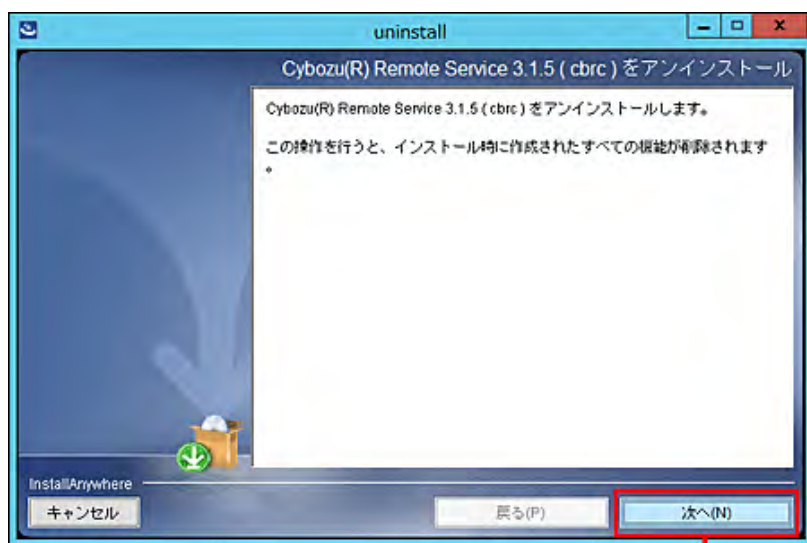 uninstall
Cybozu(R) Remote Service 3.1.5 ( cbrc ) をアンインストール
Cybozu(R) Remote Service 3.1.5 ( cbrc ) をアンインストールします。
この操作を行うと、インストール時に作成されたすべての機能が削除されます
。
InstallAnywhere
キャンセル
戻る(P)
次へ(N)